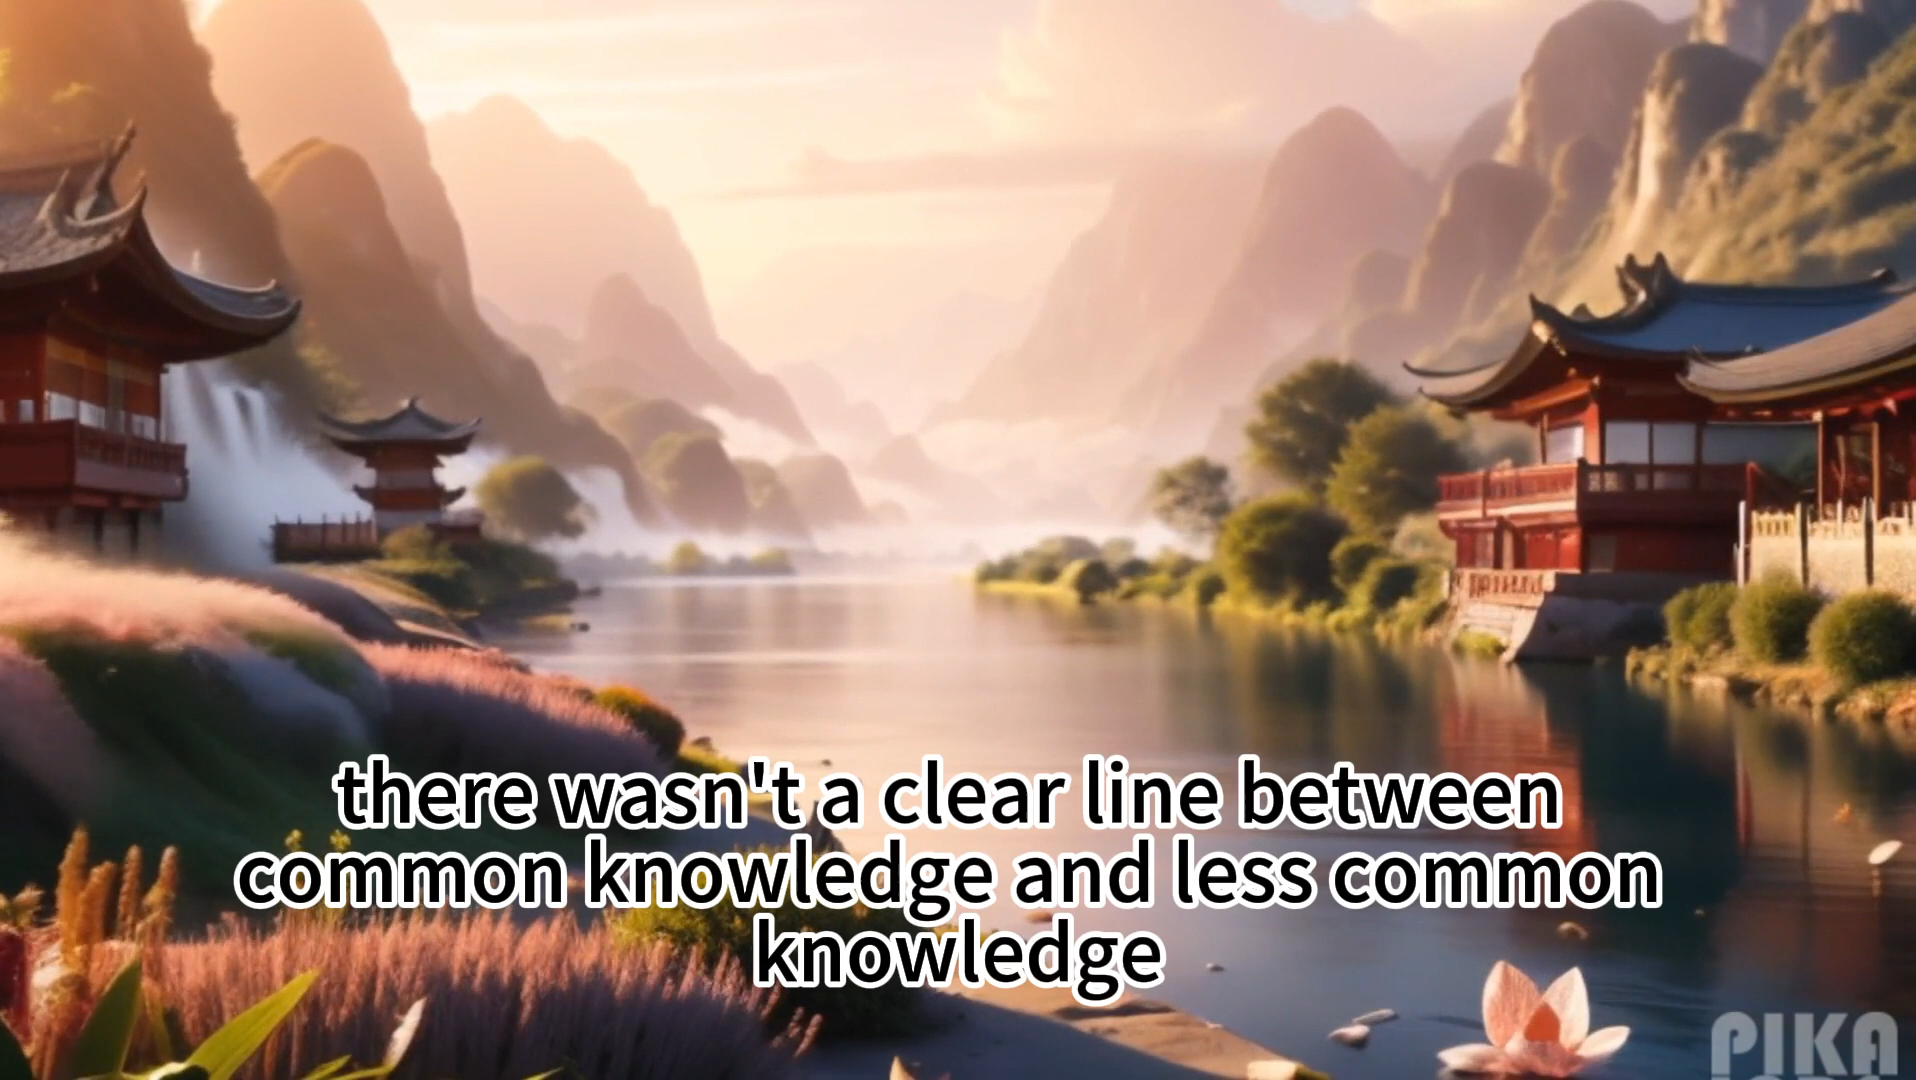 there wasn't a clear line between
common knowledge and less common
knowledge
PIKA